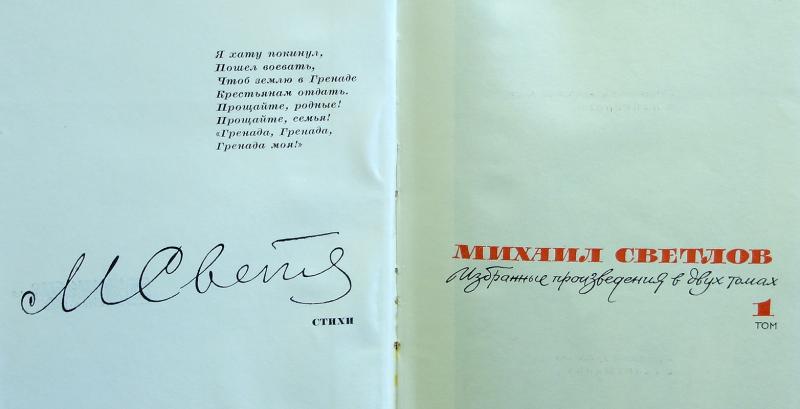 Я хату покинул,
Пошел воевать,
Чтоб землю в Гренаде
Крестьянам отдать.
Прощайте, родные!
Прощайте, семья!
«Гренада, Гренада,
Гренада моя!»
МСветлов
СТИХИ
МИХАИЛ СВЕТЛОВ
Избранные произведения в двух томах
1
ТОМ